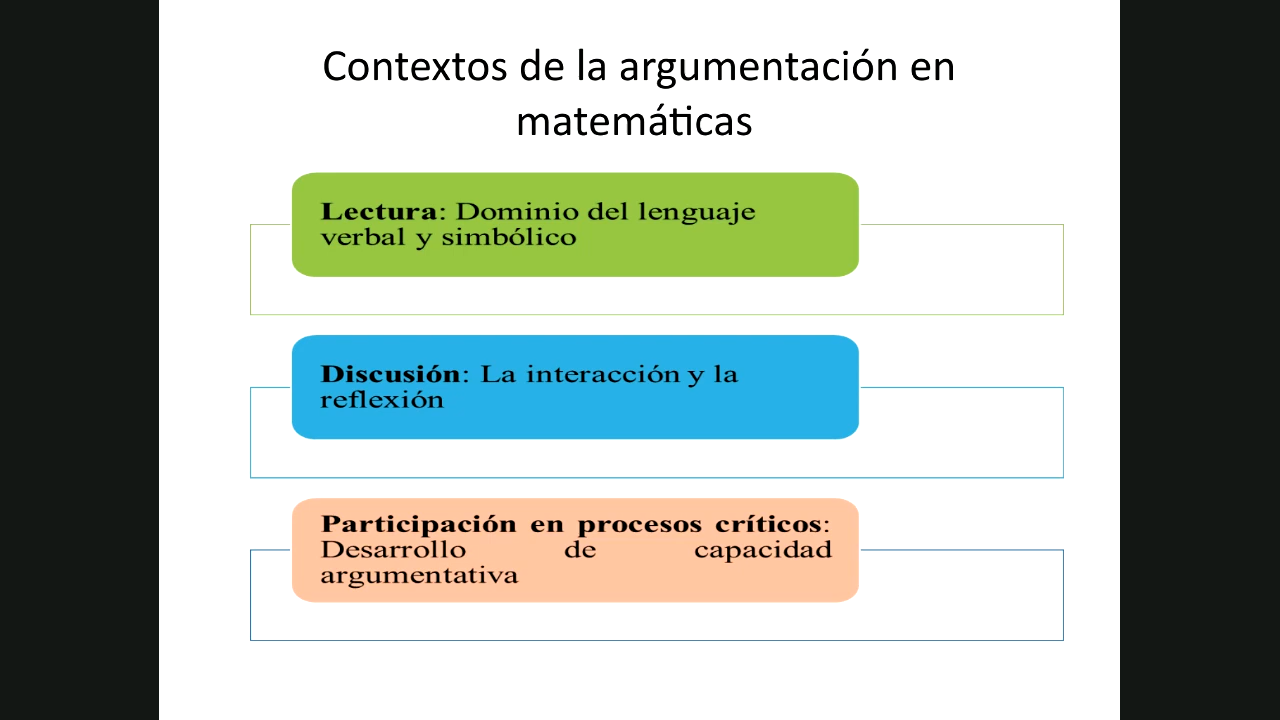 Contextos de la argumentación en
matemáticas
Lectura: Dominio del lenguaje
verbal y simbólico
Discusión: La interacción y la
reflexión
Participación en procesos críticos:
Desarrollo de capacidad
argumentativa